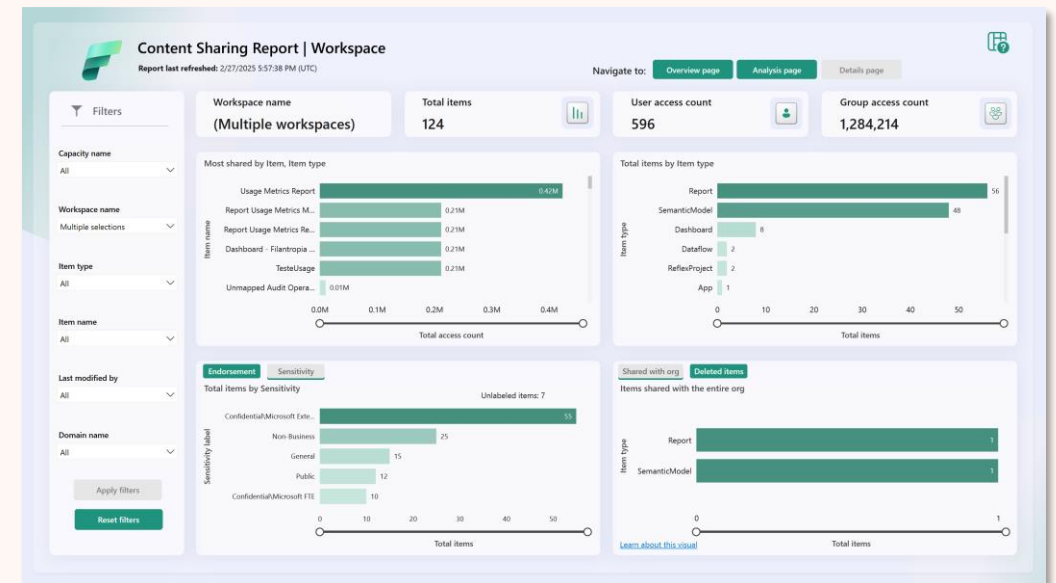 Content Sharing Report | Workspace
Report last refreshed: 2/27/2025 5:57:38 PM (UTC)
Navigate to: Overview page Analysis page Details page
Filters
Capacity name
All
Workspace name
Multiple selections
Item type
All
Item name
All
Last modified by
All
Domain name
All
Apply filters
Reset filters
Workspace name
(Multiple workspaces)
Total items
124
User access count
596
Group access count
1,284,214
Most shared by Item, Item type
Item name
Usage Metrics Report 0.42M
Report Usage Metrics M... 0.21M
Report Usage Metrics Re... 0.21M
Dashboard - Filantropia ... 0.21M
TesteUsage 0.21M
Unmapped Audit Opera... 0.01M
0.0M 0.1M 0.2M 0.3M 0.4M
Total access count
Total items by Item type
Item type
Report 56
SemanticModel 48
Dashboard 8
Dataflow 2
ReflexProject 2
App 1
0 10 20 30 40 50
Total items
Endorsement Sensitivity
Total items by Sensitivity
Unlabeled items: 7
Sensitivity label
Confidential\Microsoft Exte... 55
Non-Business 25
General 15
Public 12
Confidential\Microsoft FTE 10
0 10 20 30 40 50
Total items
Shared with org Deleted items
Items shared with the entire org
Item type
Report 1
SemanticModel 1
0 1
Learn about this visual
Total items